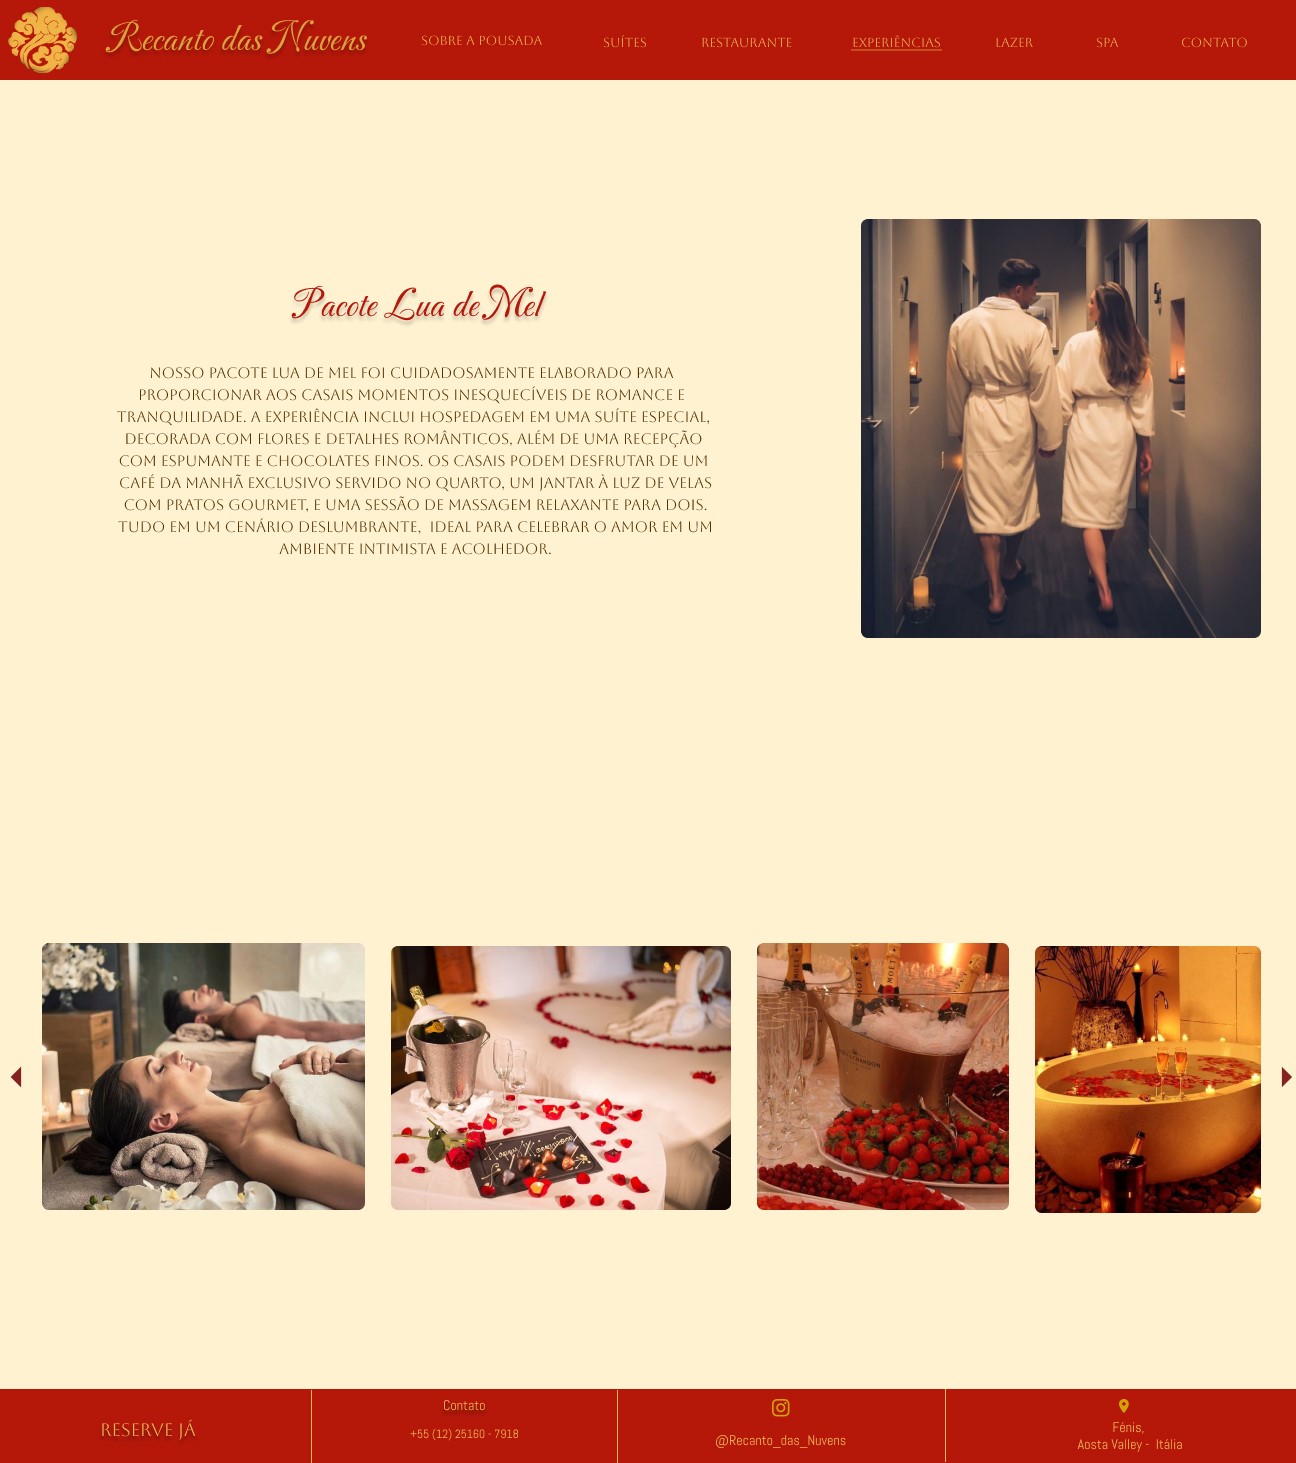 Recanto das Nuvens
SOBRE A POUSADA
SUÍTES
RESTAURANTE
EXPERIÊNCIAS
LAZER
SPA
CONTATO
Pacote Lua de Mel
NOSSO PACOTE LUA DE MEL FOI CUIDADOSAMENTE ELABORADO PARA
PROPORCIONAR AOS CASAIS MOMENTOS INESQUECÍVEIS DE ROMANCE E
TRANQUILIDADE. A EXPERIÊNCIA INCLUI HOSPEDAGEM EM UMA SUÍTE ESPECIAL,
DECORADA COM FLORES E DETALHES ROMÂNTICOS, ALÉM DE UMA RECEPÇÃO
COM ESPUMANTE E CHOCOLATES FINOS. OS CASAIS PODEM DESFRUTAR DE UM
CAFÉ DA MANHÃ EXCLUSIVO SERVIDO NO QUARTO, UM JANTAR À LUZ DE VELAS
COM PRATOS GOURMET, E UMA SESSÃO DE MASSAGEM RELAXANTE PARA DOIS.
TUDO EM UM CENÁRIO DESLUMBRANTE, IDEAL PARA CELEBRAR O AMOR EM UM
AMBIENTE INTIMISTA E ACOLHEDOR.
MOËT
MOËT
RESERVE JÁ
Contato
+55 (12) 25160 - 7918
@Recanto_das_Nuvens
Fénis,
Aosta Valley - Itália